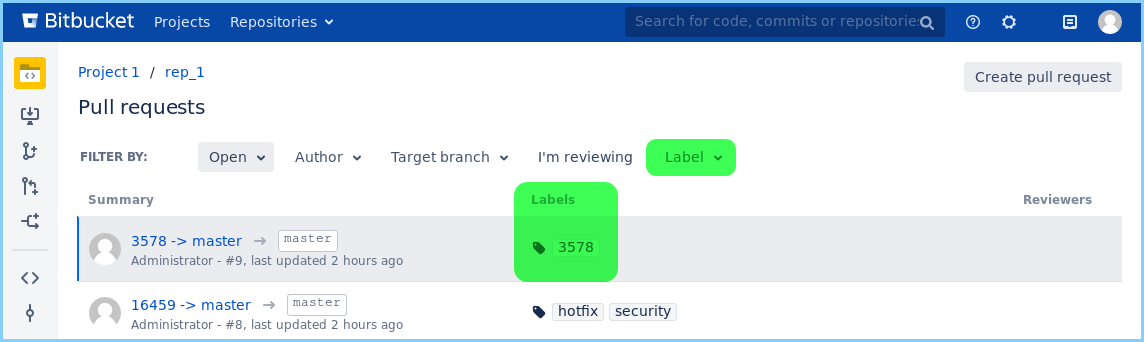 Bitbucket Projects Repositories Search for code, commits or repositories
Project 1 / rep_1
Create pull request
Pull requests
FILTER BY: Open Author Target branch I'm reviewing Label
Summary Labels Reviewers
3578 -> master → master
3578
Administrator - #9, last updated 2 hours ago
16459 -> master → master
hotfix security
Administrator - #8, last updated 2 hours ago